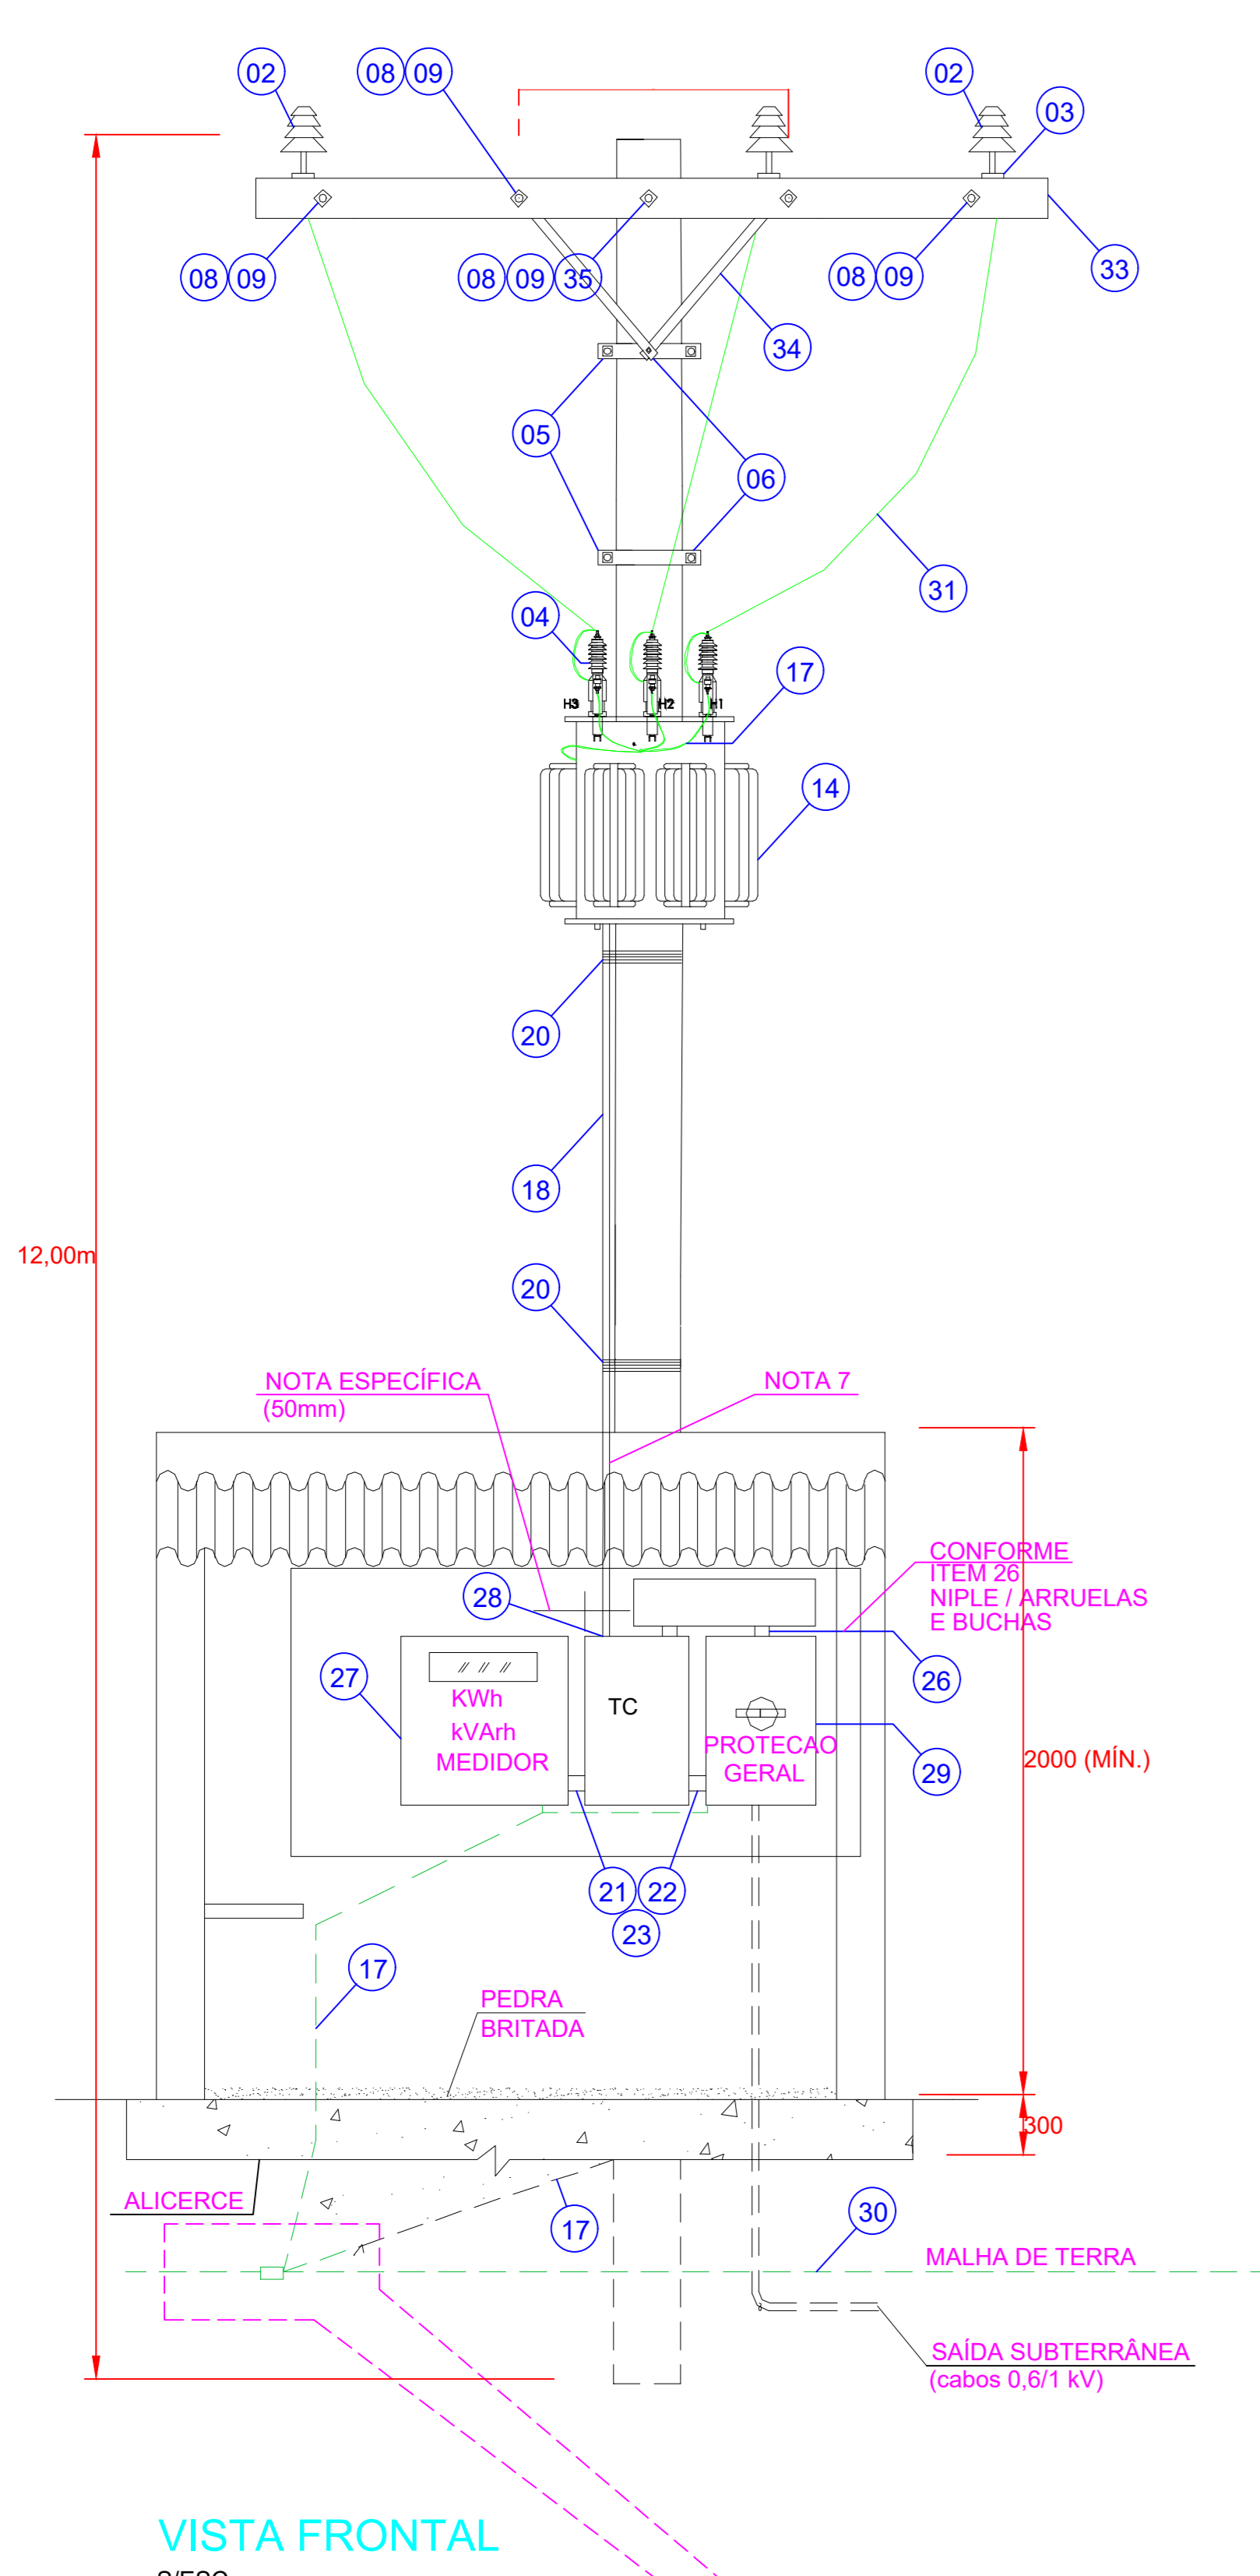 02
08 09
02
03
08 09
08 09 35
08 09
33
34
05
06
31
04
17
H3
H2
H1
14
20
18
12,00m
20
NOTA ESPECÍFICA
(50mm)
NOTA 7
CONFORME
ITEM 26
NIPLE / ARRUELAS
E BUCHAS
28
27
26
KWh
kVArh
MEDIDOR
TC
PROTECAO
GERAL
29
2000 (MÍN.)
21 22
23
17
PEDRA
BRITADA
300
ALICERCE
17
30
MALHA DE TERRA
SAÍDA SUBTERRÂNEA
(cabos 0,6/1 kV)
VISTA FRONTAL
S/ESC